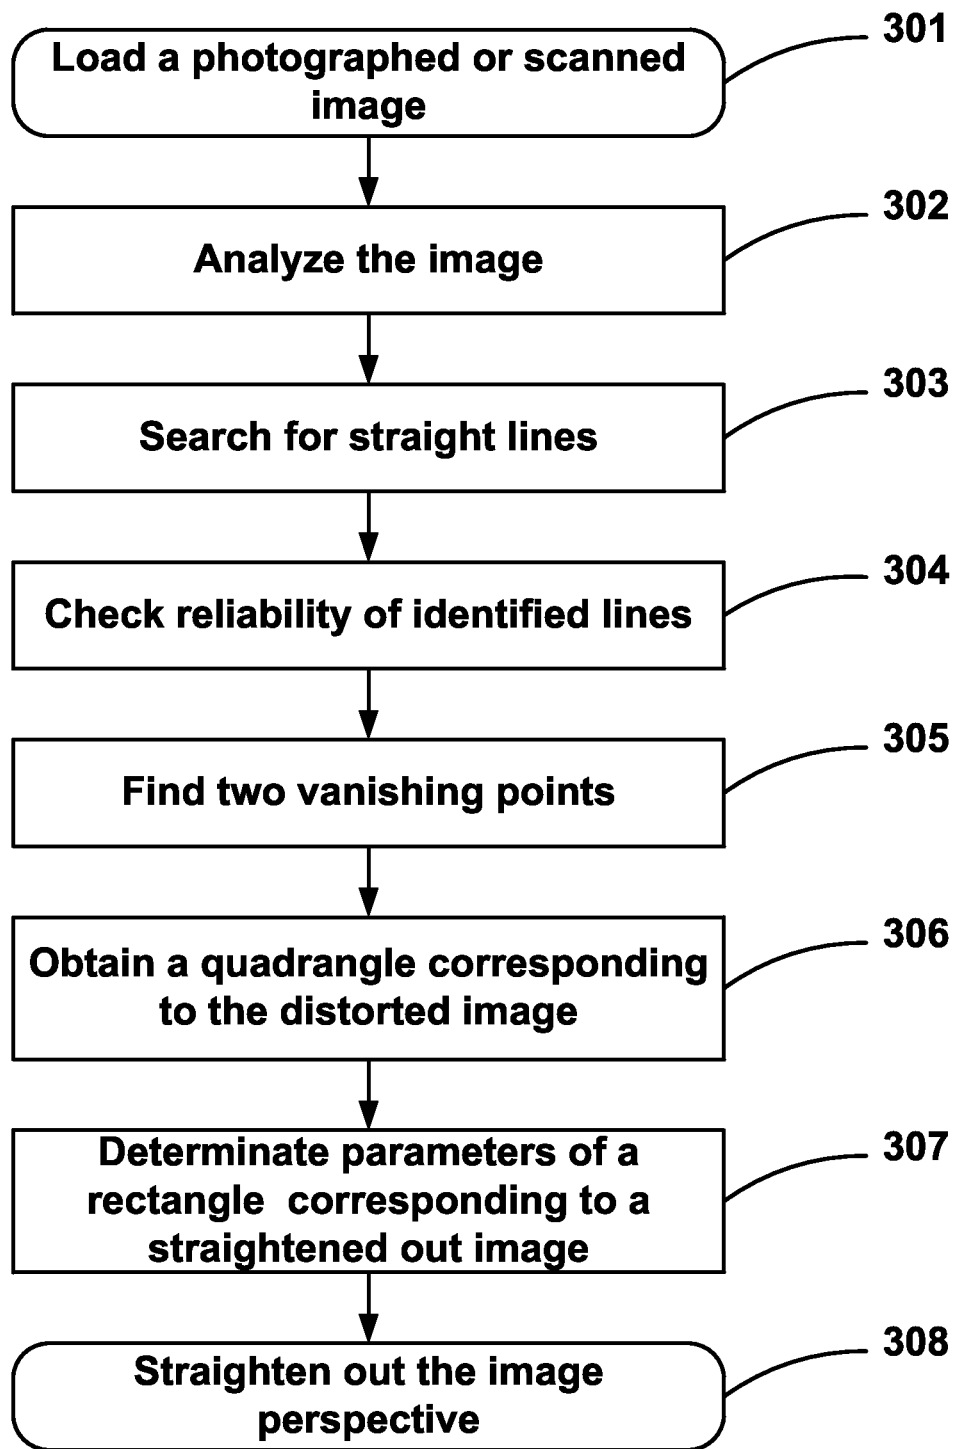 Load a photographed or scanned
image
301
Analyze the image
302
Search for straight lines
303
Check reliability of identified lines
304
Find two vanishing points
305
Obtain a quadrangle corresponding
to the distorted image
306
Determinate parameters of a
rectangle corresponding to a
straightened out image
307
Straighten out the image
perspective
308